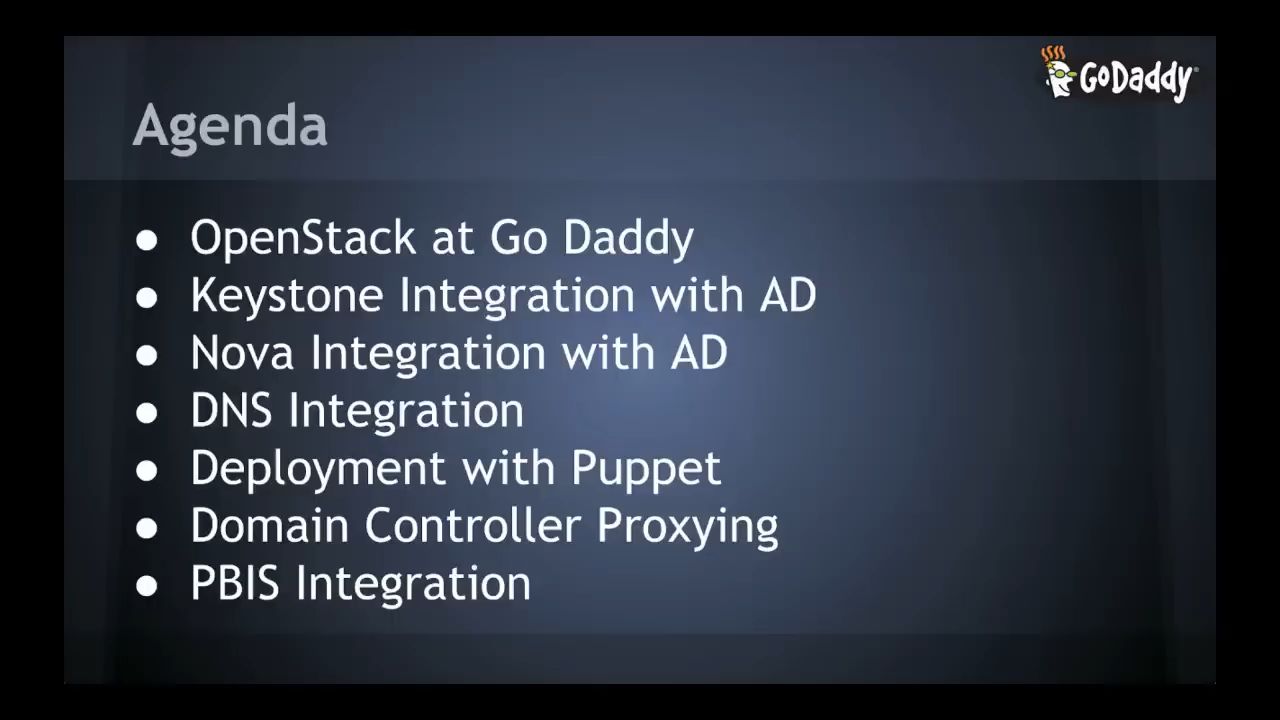 GoDaddy
Agenda
● OpenStack at Go Daddy
● Keystone Integration with AD
● Nova Integration with AD
● DNS Integration
● Deployment with Puppet
● Domain Controller Proxying
● PBIS Integration